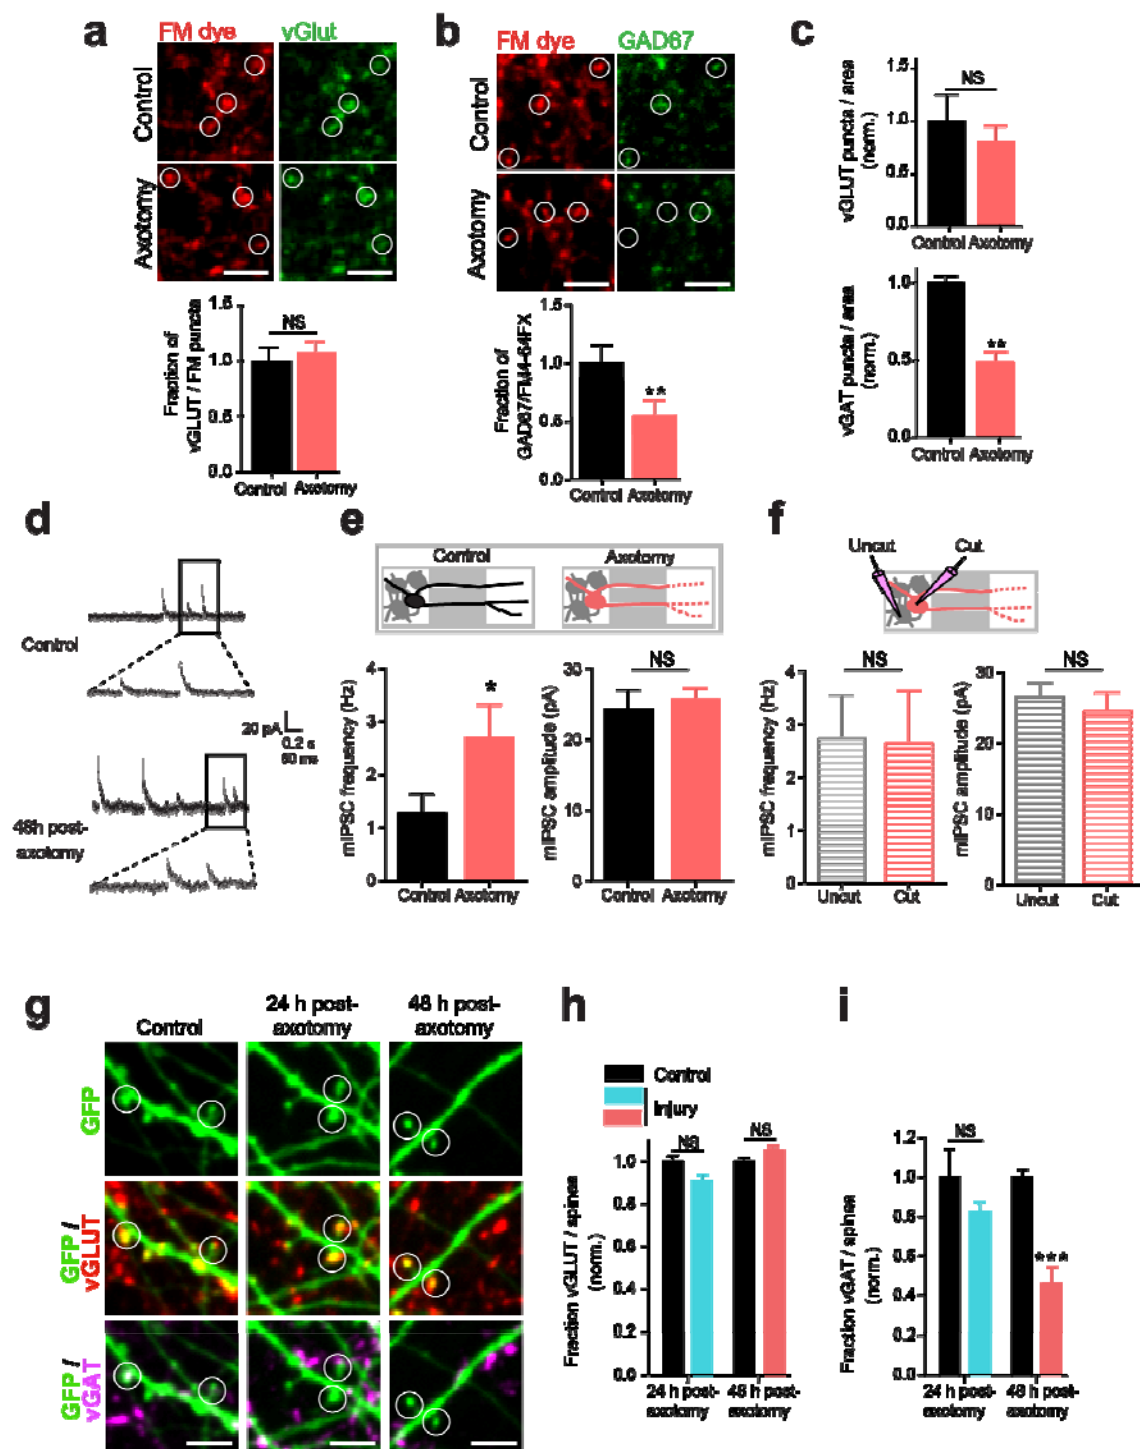 a
FM dye
vGlut
Control
Axotomy
Fraction of
vGLUT / FM puncta
1.5
1.0
0.5
0.0
NS
Control Axotomy
b
FM dye
GAD67
Control
Axotomy
Fraction of
GAD67/FM4-64FX
1.5
1.0
0.5
0.0
**
Control Axotomy
c
vGLUT puncta / area
(norm.)
1.5
1.0
0.5
0.0
NS
Control Axotomy
vGAT puncta / area
(norm.)
1.0
0.5
0.0
**
Control Axotomy
d
Control
20 pA
0.2 s
60 ms
48h post-
axotomy
e
Control
Axotomy
mIPSC frequency (Hz)
4
3
2
1
0
*
Control Axotomy
mIPSC amplitude (pA)
30
20
10
0
NS
Control Axotomy
f
Uncut
Cut
mIPSC frequency (Hz)
4
3
2
1
0
NS
Uncut Cut
mIPSC amplitude (pA)
30
20
10
0
NS
Uncut Cut
g
Control
24 h post-
axotomy
48 h post-
axotomy
GFP
GFP /
vGLUT
GFP /
vGAT
h
Control
Injury
Fraction vGLUT / spines
(norm.)
1.0
0.8
0.6
0.4
0.2
0.0
NS
NS
24 h post-
axotomy
48 h post-
axotomy
i
Fraction vGAT / spines
(norm.)
1.2
1.0
0.8
0.6
0.4
0.2
0.0
NS
***
24 h post-
axotomy
48 h post-
axotomy